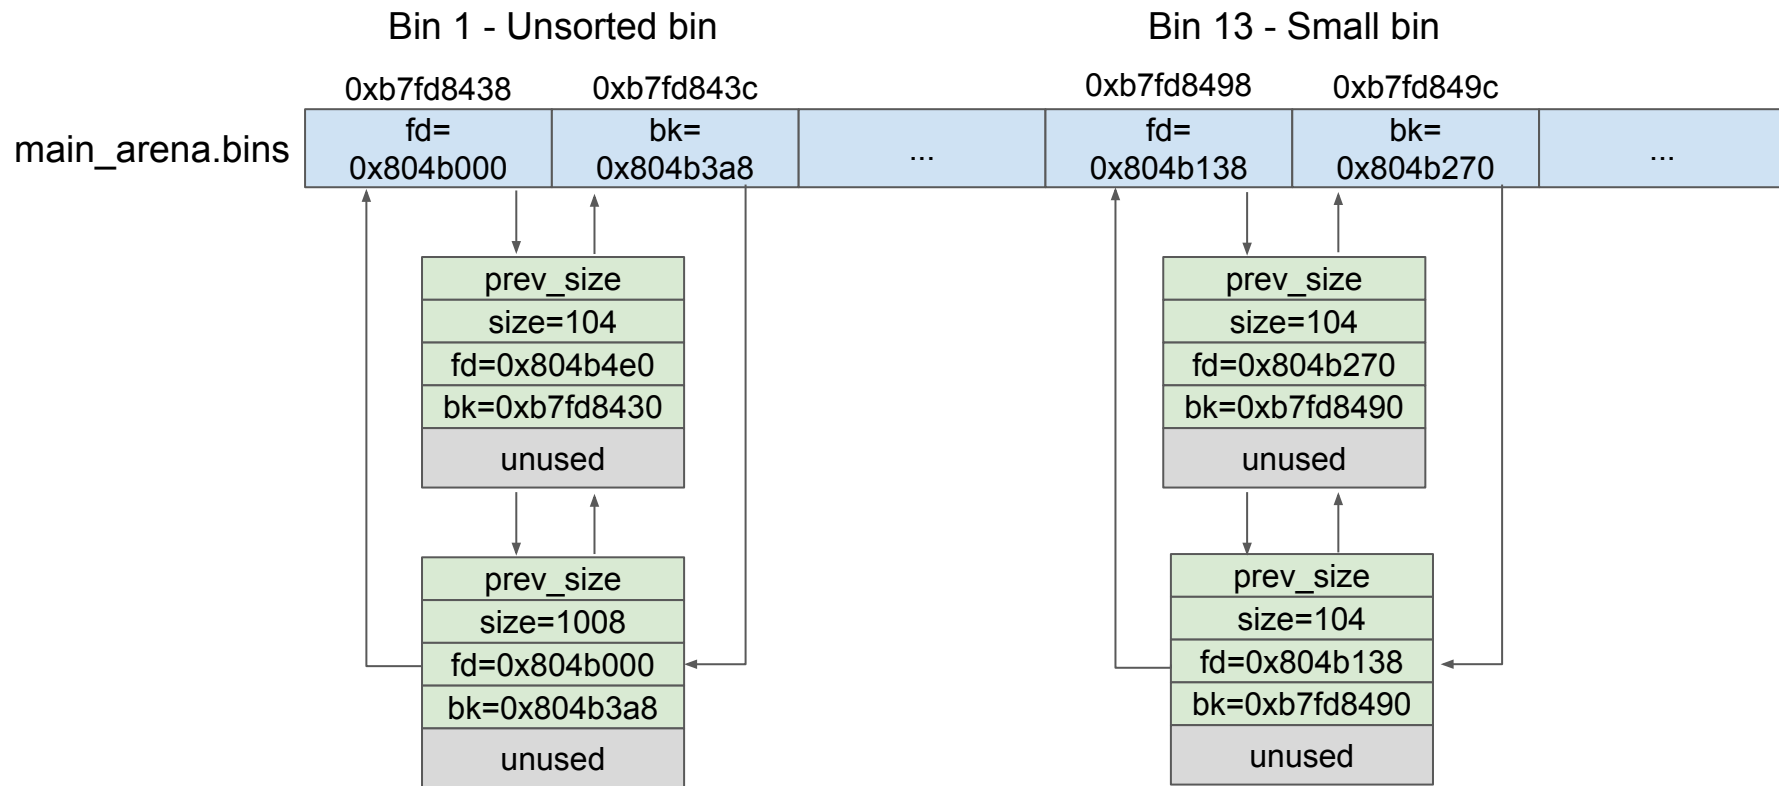 Bin 1 - Unsorted bin
Bin 13 - Small bin
0xb7fd8438
0xb7fd843c
0xb7fd8498
0xb7fd849c
main_arena.bins
fd=
0x804b000
bk=
0x804b3a8
...
fd=
0x804b138
bk=
0x804b270
...
prev_size
size=104
fd=0x804b4e0
bk=0xb7fd8430
unused
prev_size
size=1008
fd=0x804b000
bk=0x804b3a8
unused
prev_size
size=104
fd=0x804b270
bk=0xb7fd8490
unused
prev_size
size=104
fd=0x804b138
bk=0xb7fd8490
unused